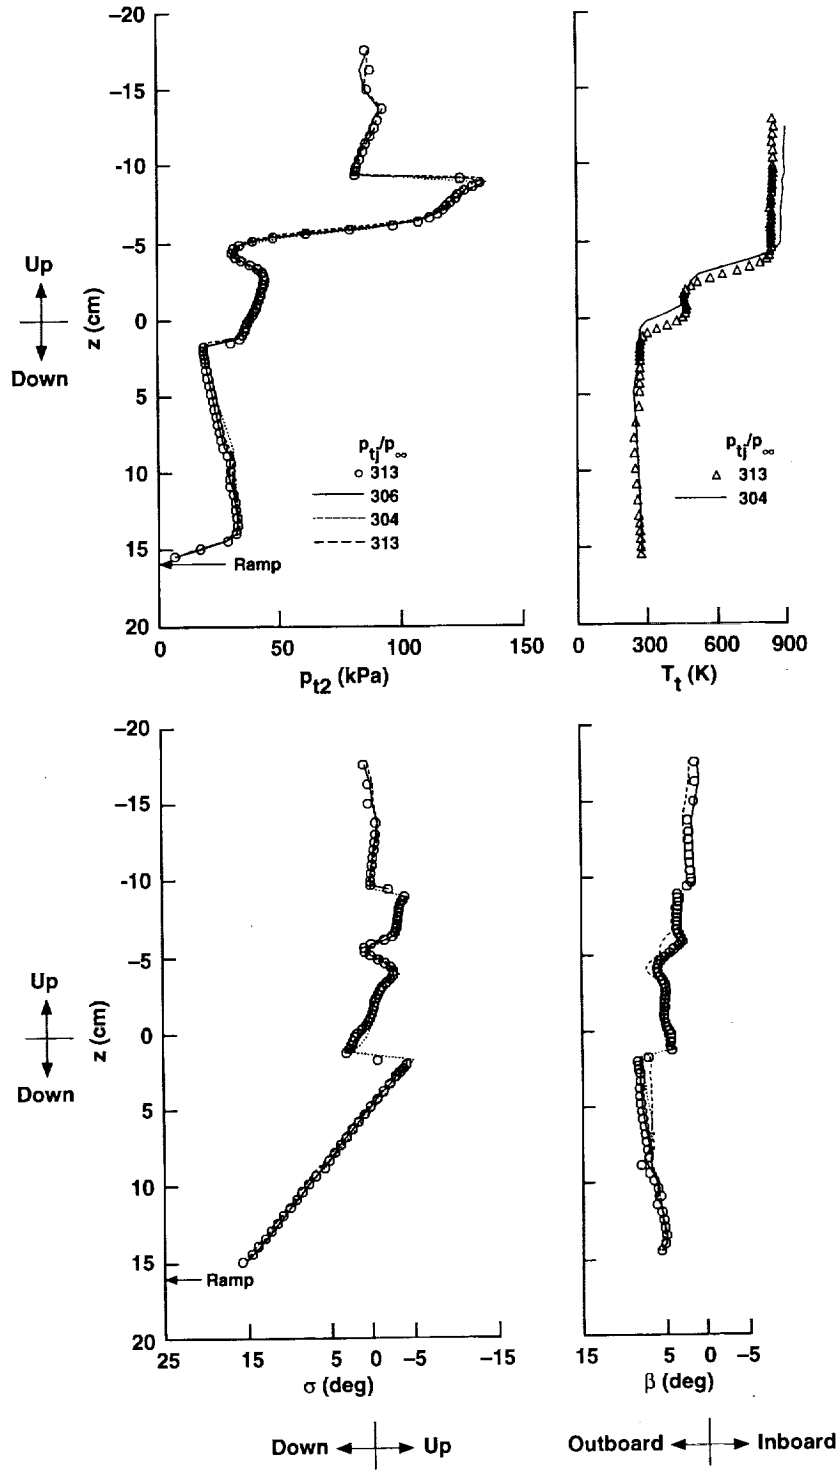 −20
−15
−10
−5
0
5
10
15
20
Up
Down
z (cm)
p_tj/p_∞
313
306
304
313
Ramp
0 50 100 150
p_t2 (kPa)
p_tj/p_∞
313
304
0 300 600 900
T_t (K)
−20
−15
−10
−5
0
5
10
15
20
Up
Down
z (cm)
Ramp
25 15 5 0 −5 −15
σ (deg)
Down Up
15 5 0 −5
β (deg)
Outboard Inboard